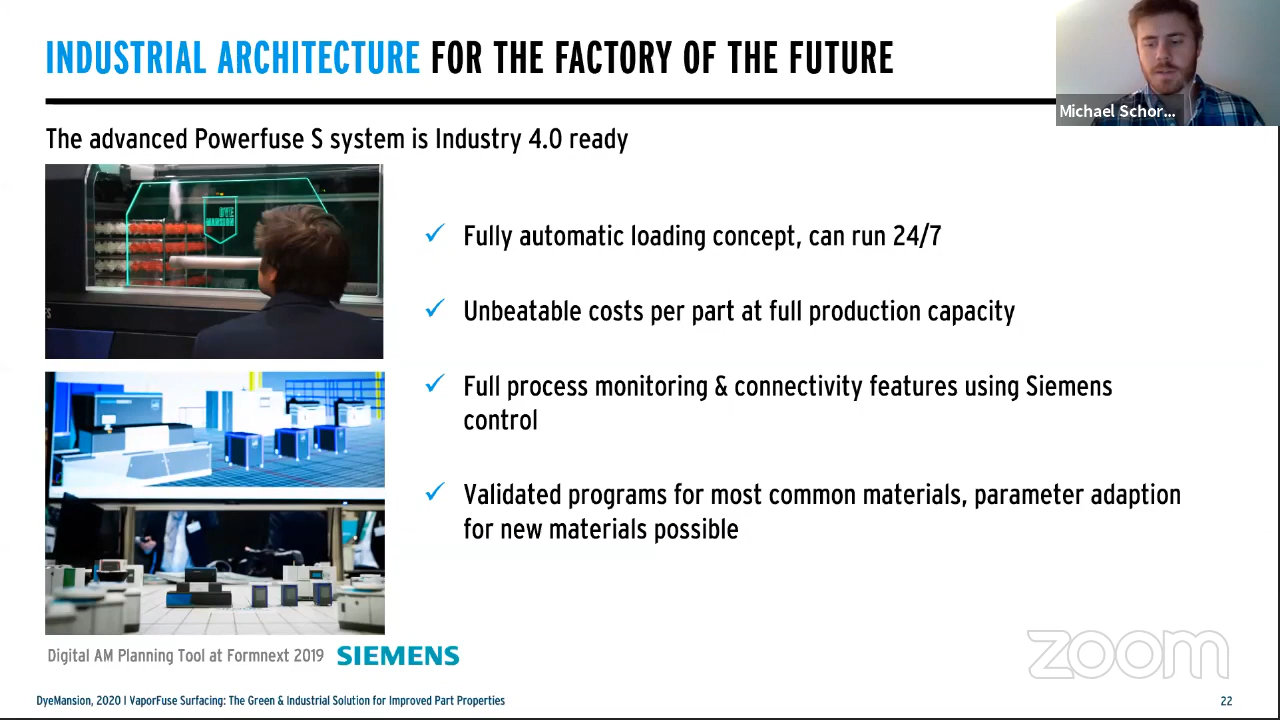 INDUSTRIAL ARCHITECTURE FOR THE FACTORY OF THE FUTURE
Michael Schor...
The advanced Powerfuse S system is Industry 4.0 ready
DYE
MANSION
✓ Fully automatic loading concept, can run 24/7
✓ Unbeatable costs per part at full production capacity
✓ Full process monitoring & connectivity features using Siemens
control
✓ Validated programs for most common materials, parameter adaption
for new materials possible
Digital AM Planning Tool at Formnext 2019 SIEMENS
zoom
DyeMansion, 2020 I VaporFuse Surfacing: The Green & Industrial Solution for Improved Part Properties
22